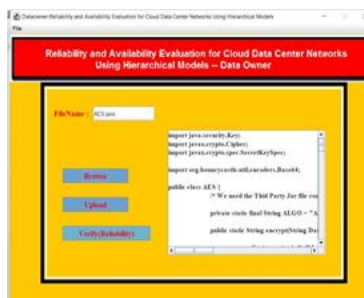 Dataowner:Reliability and Availability Evaluation for Cloud Data Center Networks Using Hierarchical Models
File
Reliability and Availability Evaluation for Cloud Data Center Networks
Using Hierarchical Models -- Data Owner
FileName : AES.java
import java.security.Key;
import javax.crypto.Cipher;
import javax.crypto.spec.SecretKeySpec;
import org.bouncycastle.util.encoders.Base64;
public class AES {
/* We need the Third Party Jar file
private static final String ALGO = "A
public static String encrypt(String Da
Browse
Upload
Verify(Reliability)